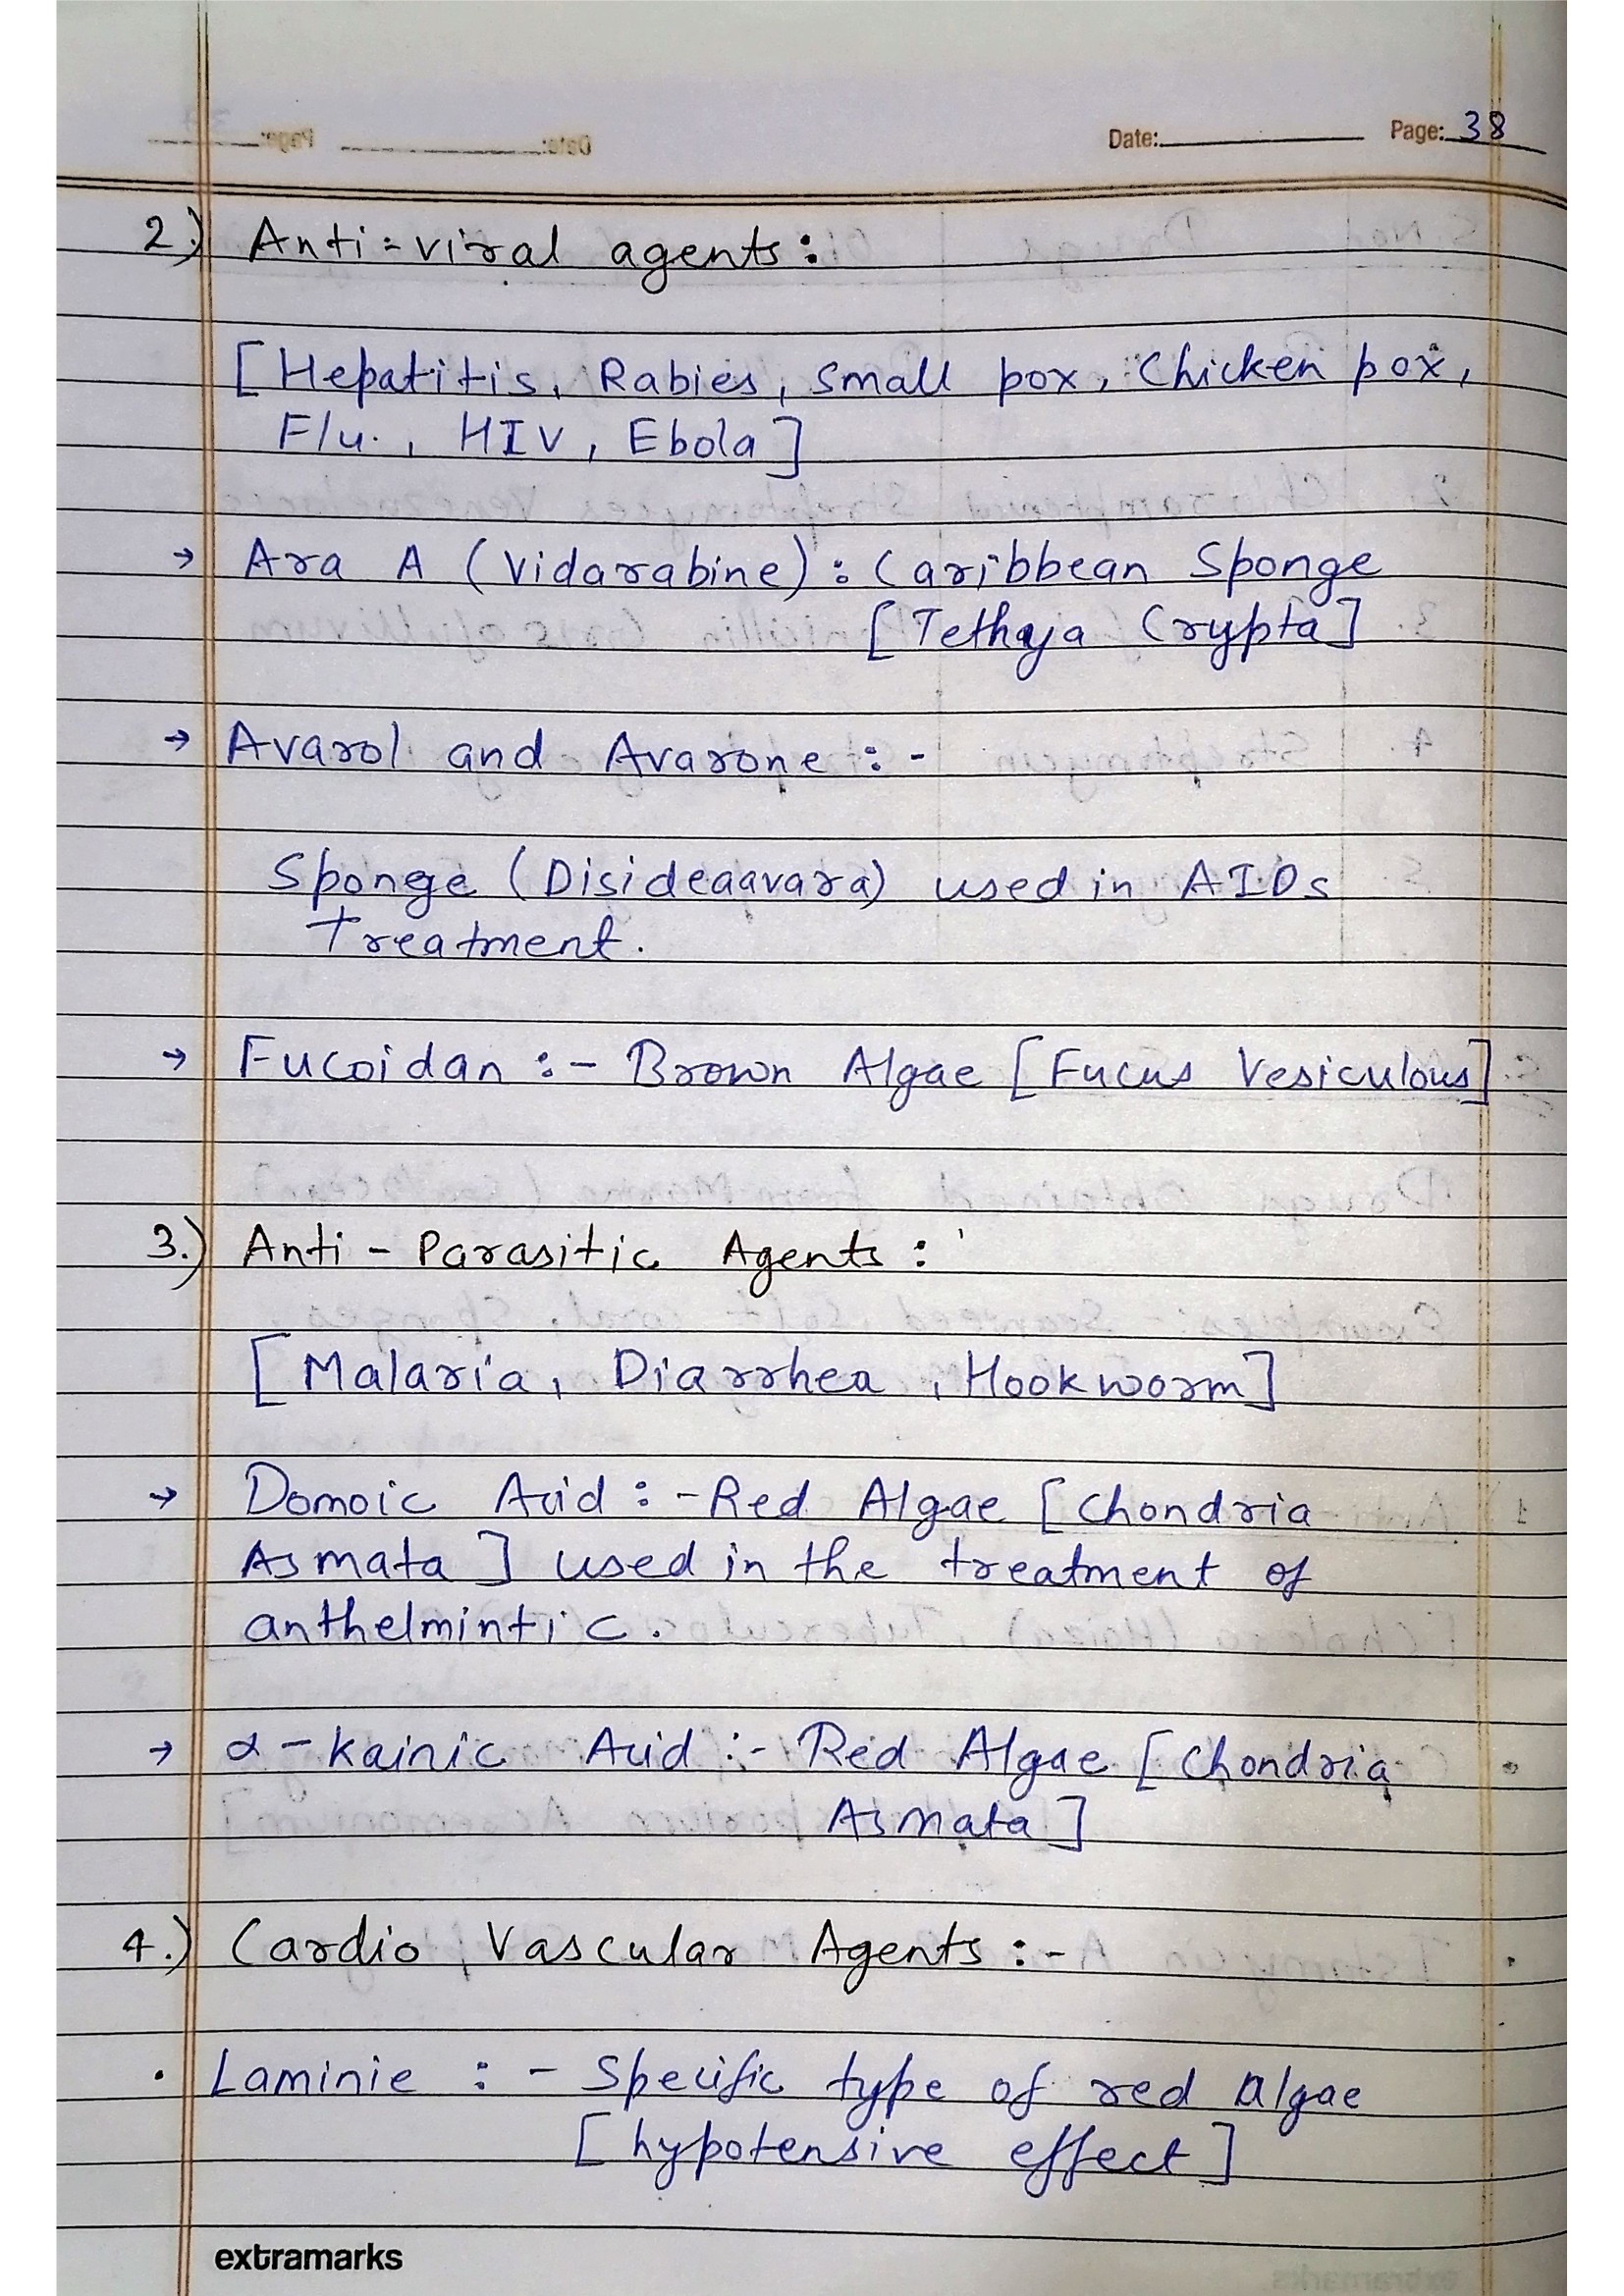 Date: Page: 38
2.) Anti-viral agents:
[Hepatitis, Rabies, Small pox, Chicken pox,
Flu., HIV, Ebola]
→ Ara A (Vidarabine): Caribbean Sponge
[Tethaja Crypta]
→ Avarol and Avarone :-
Sponge (Disideaavara) used in AIDs
Treatment.
→ Fucoidan :- Brown Algae [Fucus Vesiculous]
3.) Anti-Parasitic Agents:
[Malaria, Diarrhea, Hookworm]
→ Domoic Acid :- Red Algae [Chondria
Asmata] used in the treatment of
anthelmintic.
→ α-kainic Acid :- Red Algae [Chondria
Asmata]
4.) Cardio Vascular Agents :-
• Laminie :- Specific type of red algae
[hypotensive effect]
extramarks